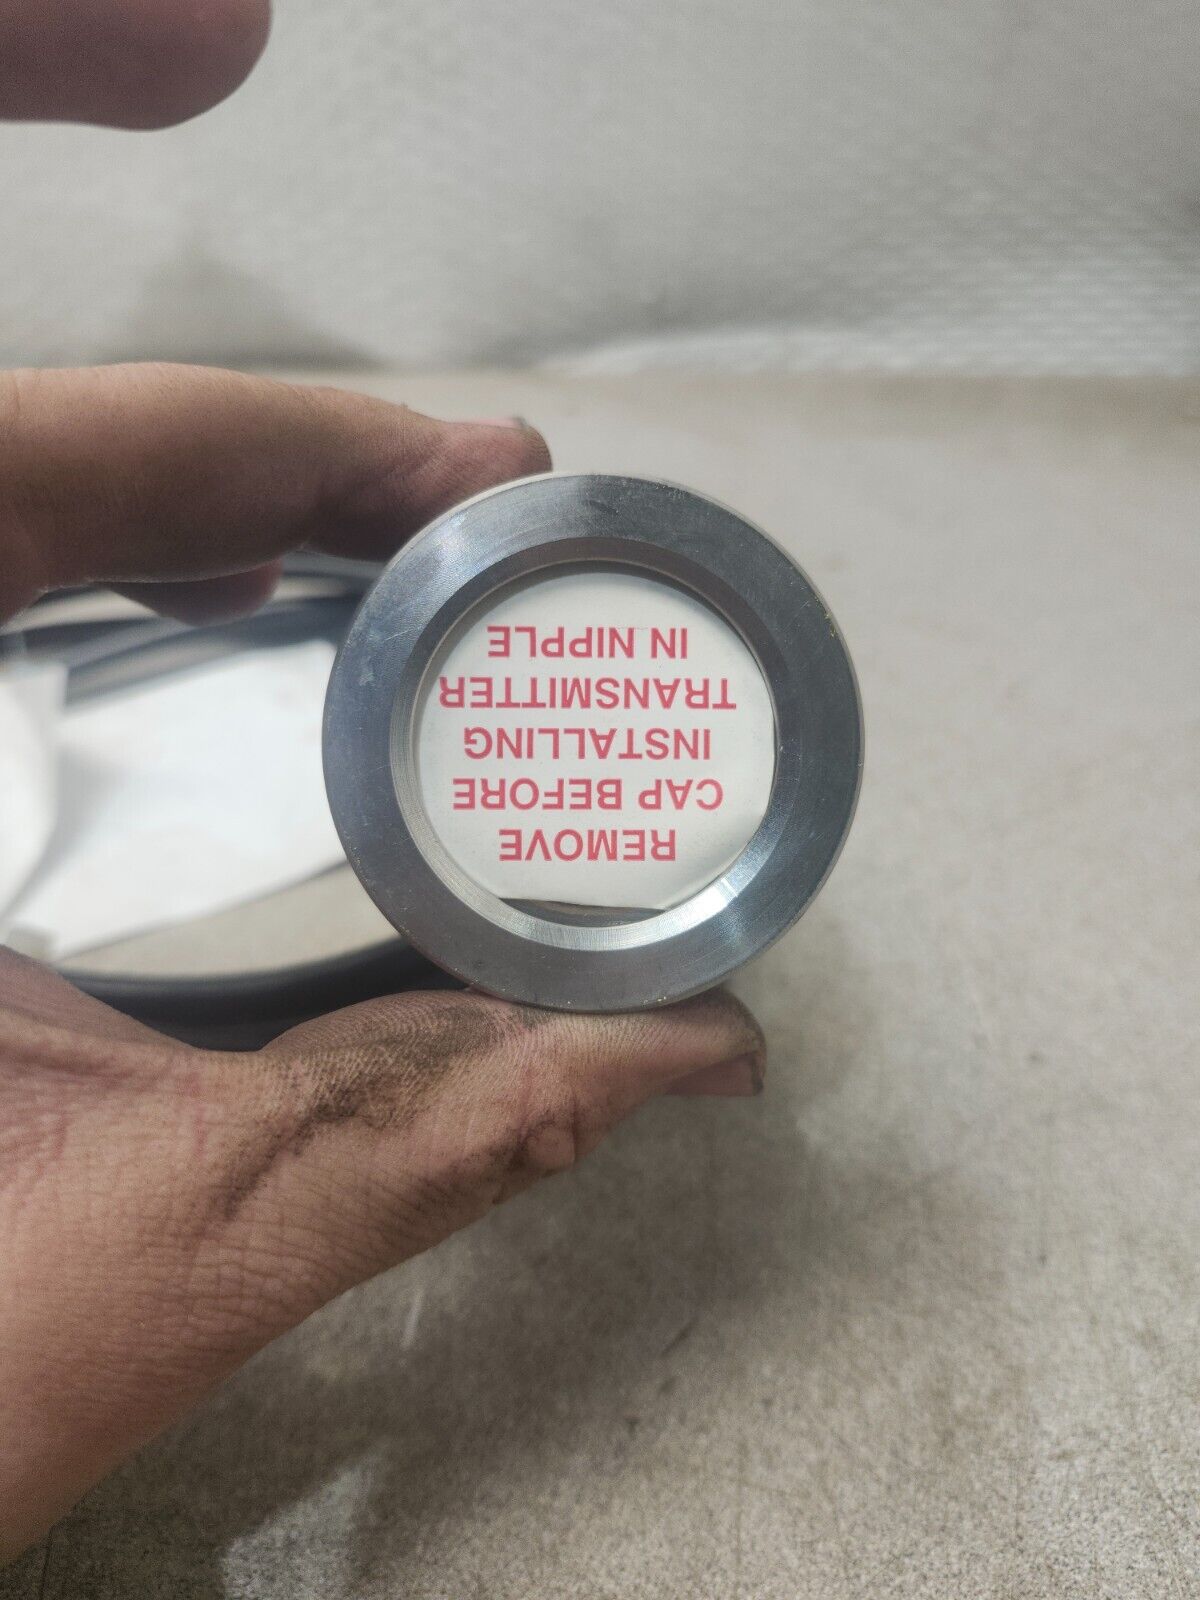 REMOVE
CAP BEFORE
INSTALLING
TRANSMITTER
IN NIPPLE